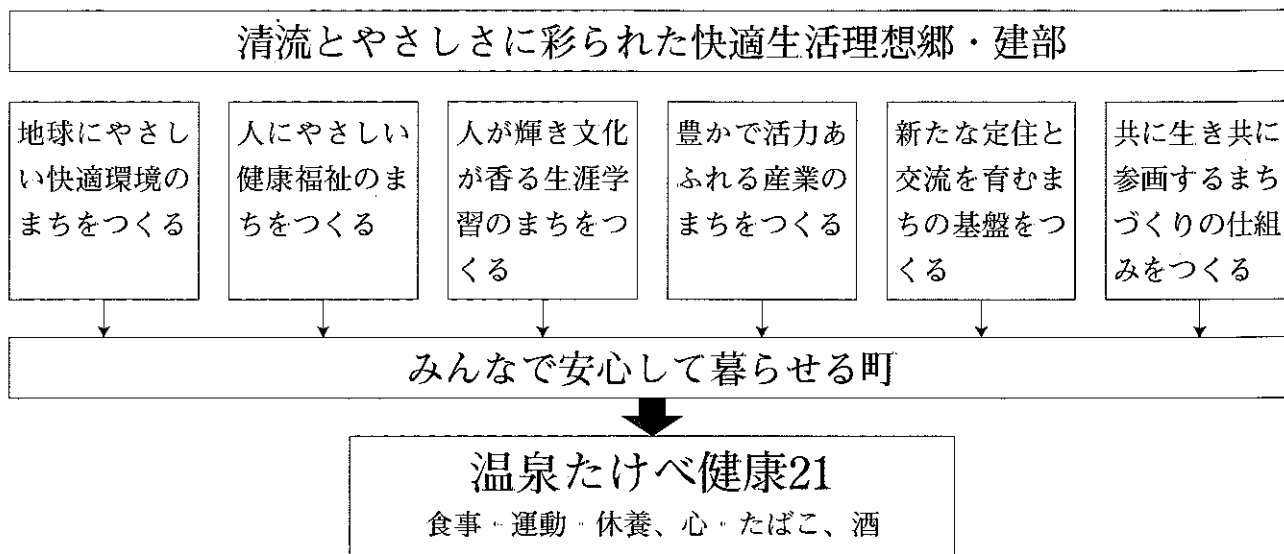 清流とやさしさに彩られた快適生活理想郷・建部
地球にやさし
い快適環境の
まちをつくる
人にやさしい
健康福祉のま
ちをつくる
人が輝き文化
が香る生涯学
習のまちをつ
くる
豊かで活力あ
ふれる産業の
まちをつくる
新たな定住と
交流を育むま
ちの基盤をつ
くる
共に生き共に
参画するまち
づくりの仕組
みをつくる
みんなで安心して暮らせる町
温泉たけべ健康21
食事・運動・休養、心・たばこ、酒